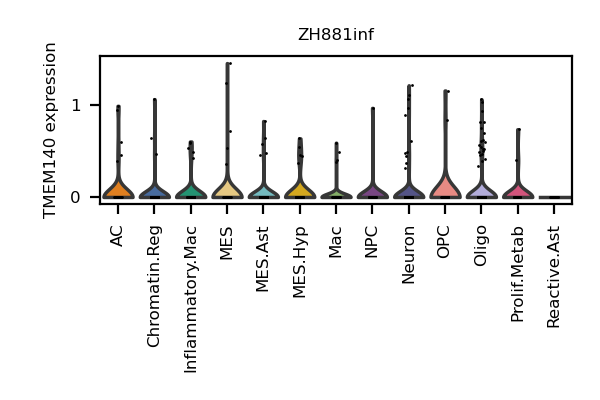 ZH881inf
TMEM140 expression
1
0
AC
Chromatin.Reg
Inflammatory.Mac
MES
MES.Ast
MES.Hyp
Mac
NPC
Neuron
OPC
Oligo
Prolif.Metab
Reactive.Ast